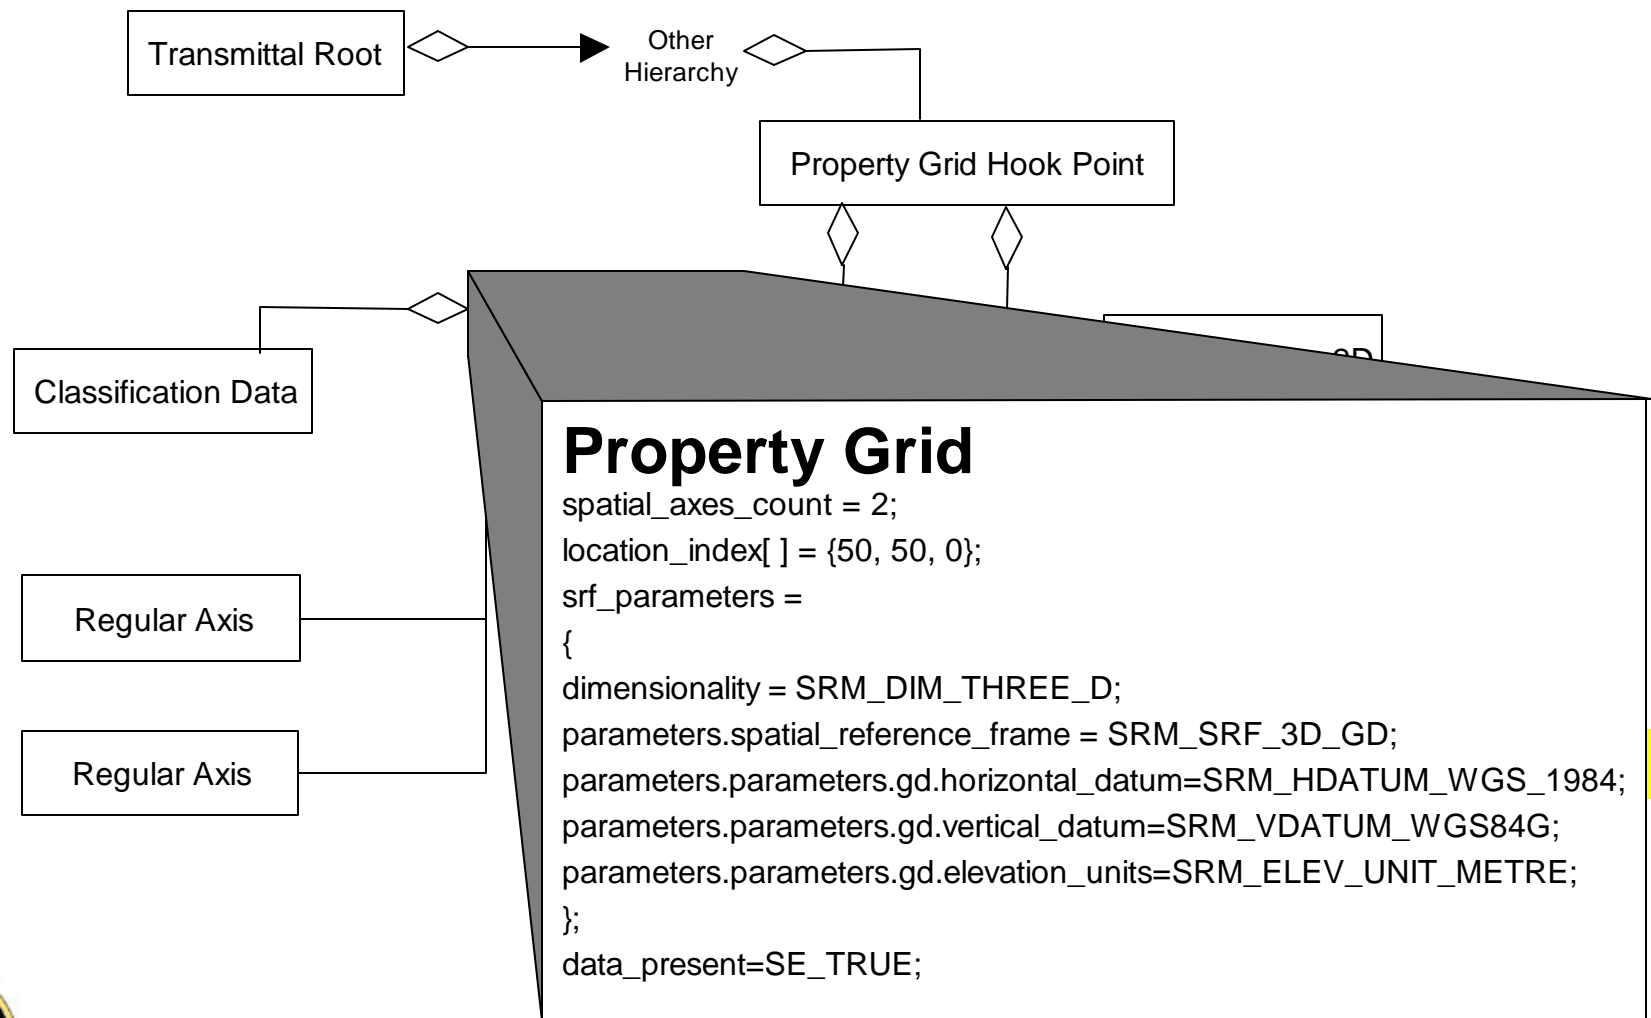 Transmittal Root
Other
Hierarchy
Property Grid Hook Point
3D
Classification Data
Property Grid
spatial_axes_count = 2;
location_index[ ] = {50, 50, 0};
srf_parameters =
{
dimensionality = SRM_DIM_THREE_D;
parameters.spatial_reference_frame = SRM_SRF_3D_GD;
parameters.parameters.gd.horizontal_datum=SRM_HDATUM_WGS_1984;
parameters.parameters.gd.vertical_datum=SRM_VDATUM_WGS84G;
parameters.parameters.gd.elevation_units=SRM_ELEV_UNIT_METRE;
};
data_present=SE_TRUE;
Regular Axis
Regular Axis